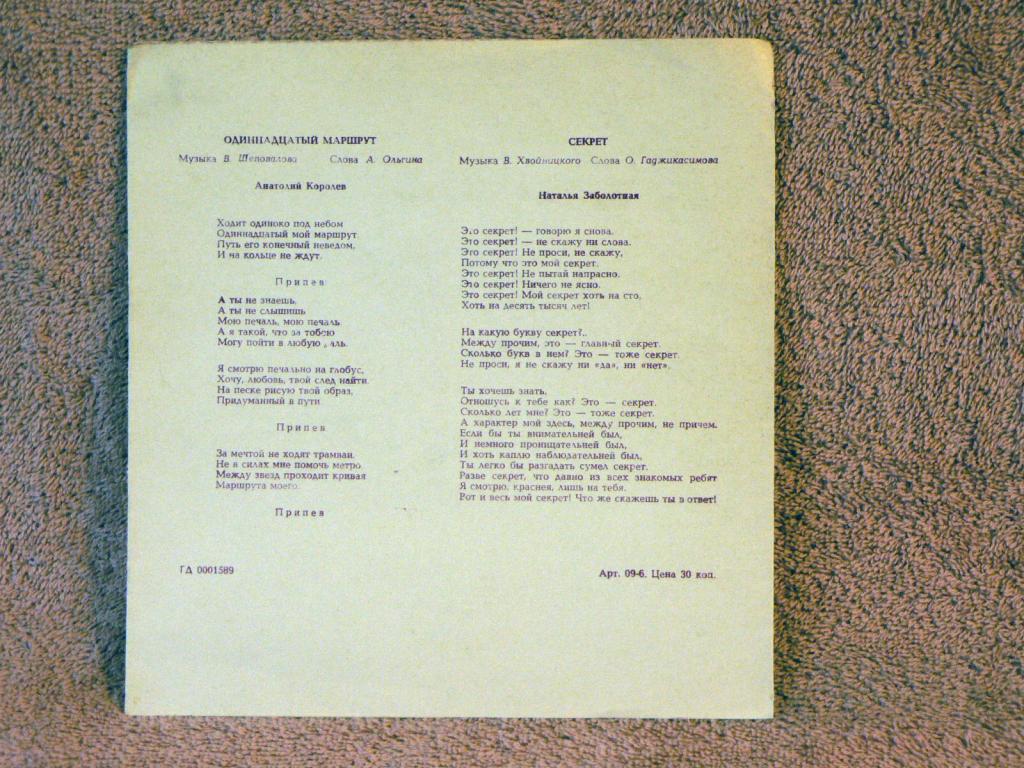 ОДИННАДЦАТЫЙ МАРШРУТ
Музыка В. Шеповалова Слова А. Ольгина
Анатолий Королев
Ходит одиноко под небом
Одиннадцатый мой маршрут.
Путь его конечный неведом,
И на кольце не ждут.
Припев
А ты не знаешь,
А ты не слышишь
Мою печаль, мою печаль.
А я такой, что за тобою
Могу пойти в любую даль.
Я смотрю печально на глобус,
Хочу, любовь, твой след найти.
На песке рисую твой образ,
Придуманный в пути.
Припев
За мечтой не ходят трамваи.
Не в силах мне помочь метро.
Между звезд проходит кривая
Маршрута моего.
Припев
ГД 0001589
СЕКРЕТ
Музыка В. Хвойницкого Слова О. Гаджикасимова
Наталья Заболотная
Это секрет! — говорю я снова.
Это секрет! — не скажу ни слова.
Это секрет! Не проси, не скажу,
Потому что это мой секрет.
Это секрет! Не пытай напрасно.
Это секрет! Ничего не ясно.
Это секрет! Мой секрет хоть на сто,
Хоть на десять тысяч лет!
На какую букву секрет?..
Между прочим, это — главный секрет.
Сколько букв в нем? Это — тоже секрет.
Не проси, я не скажу ни «да», ни «нет».
Ты хочешь знать,
Отношусь к тебе как? Это — секрет.
Сколько лет мне? Это — тоже секрет.
А характер мой здесь, между прочим, не причем.
Если бы ты внимательней был,
И немного проницательней был,
И хоть каплю наблюдательней был,
Ты легко бы разгадать сумел секрет.
Разве секрет, что давно из всех знакомых ребят
Я смотрю, краснея, лишь на тебя.
Вот и весь мой секрет! Что же скажешь ты в ответ!
Арт. 09-6. Цена 30 коп.